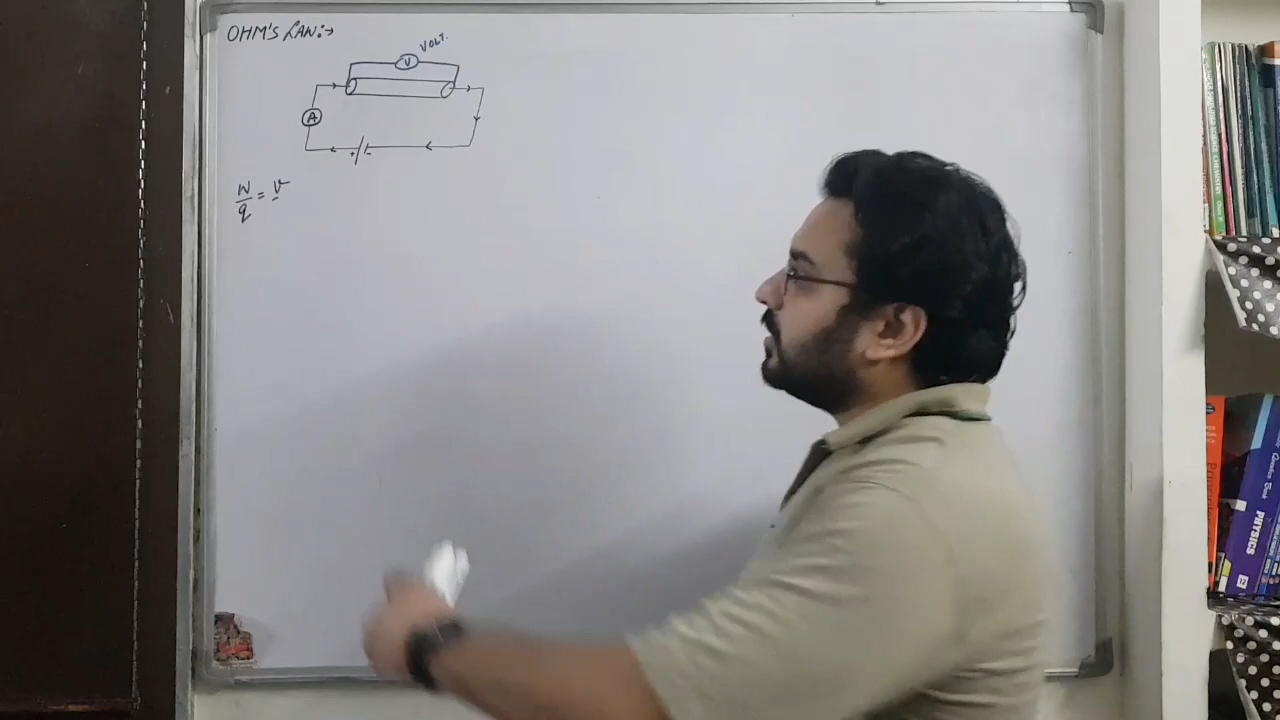 OHM'S LAW:→
VOLT.
V
A
+ -
W/q = V
PHYSICS